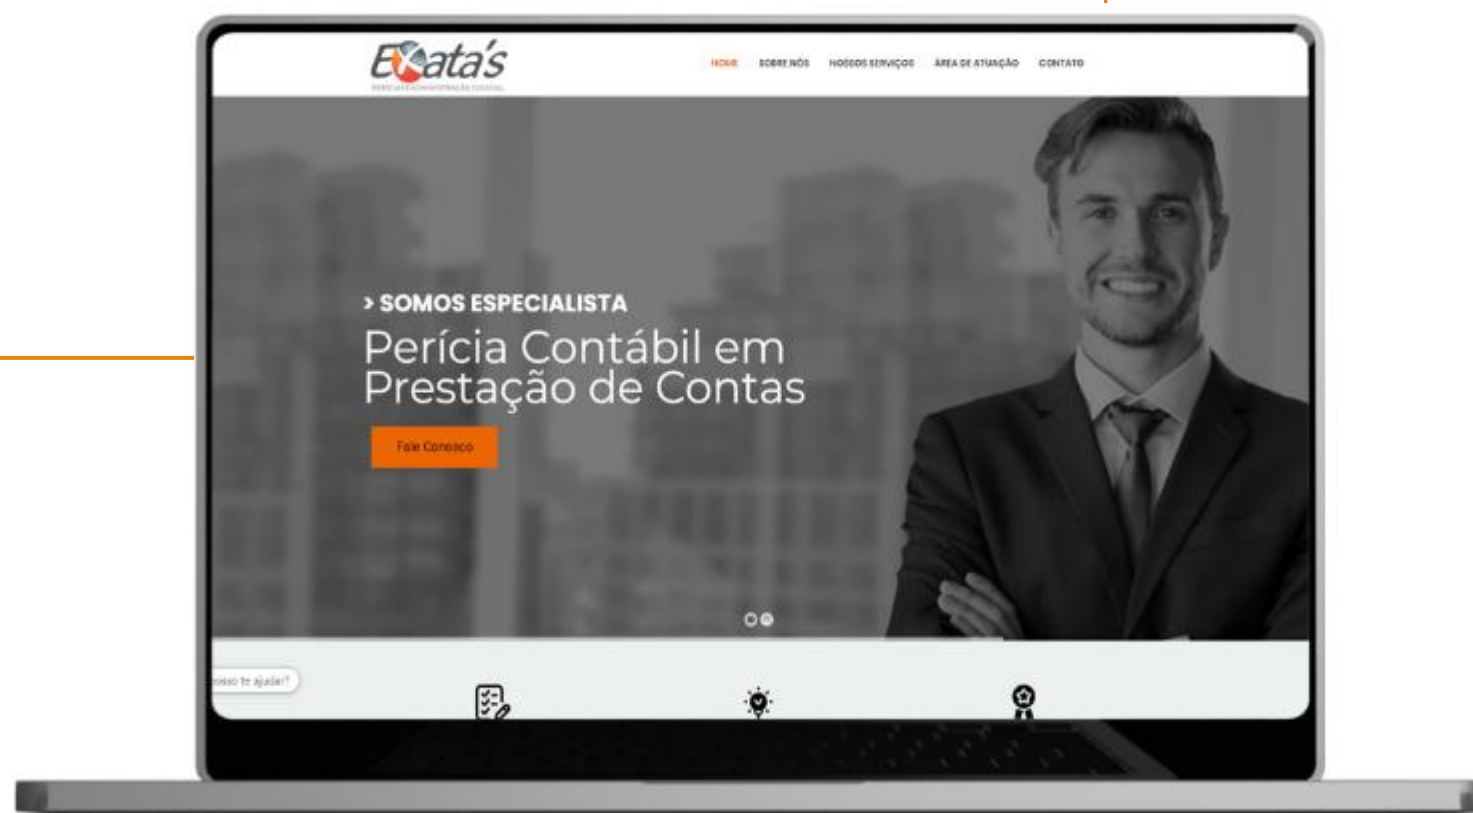 Exata's
HOME SOBRE NÓS NOSSOS SERVIÇOS ÁREA DE ATUAÇÃO CONTATO
> SOMOS ESPECIALISTA
Perícia Contábil em
Prestação de Contas
Fale Conosco
te ajudar?